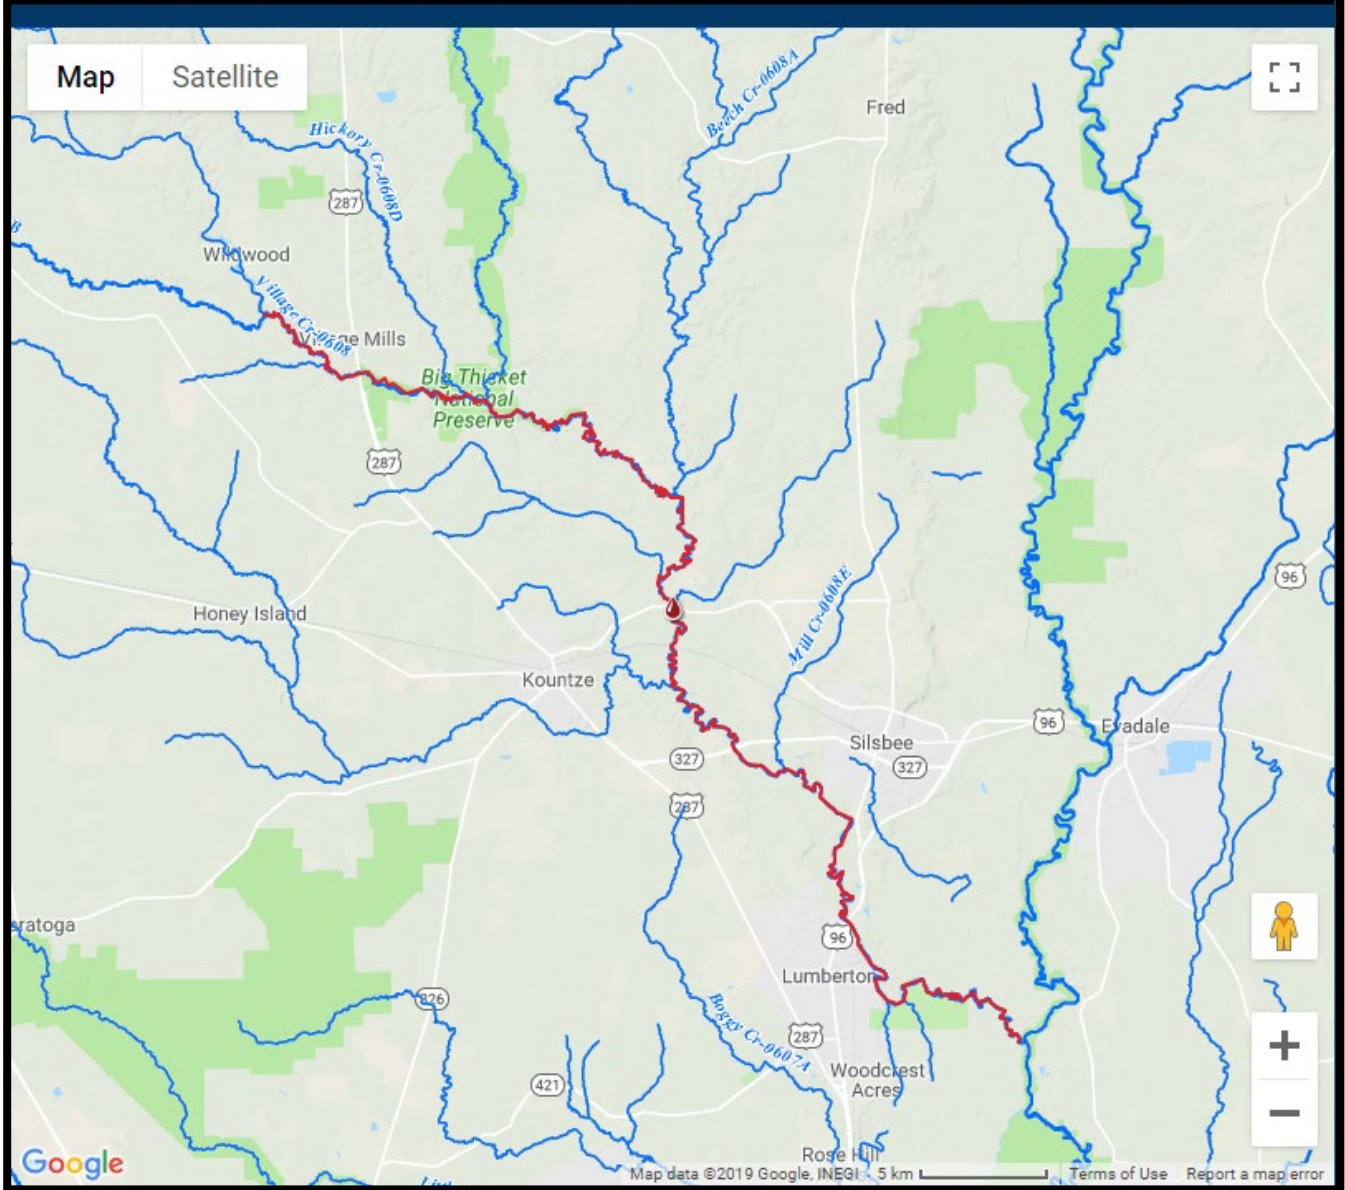 Map Satellite
Fred
Beech Cr-0608A
Hickory Cr-0608D
287
B
Wildwood
Village Cr-0608
Village Mills
Big Thicket
National
Preserve
287
96
Mill Cr-0608E
Honey Island
Kountze
96
Evadale
Silsbee
327
327
287
96
Lumberton
326
Boggy Cr-0607A
287
Woodcrest
Acres
421
Rose Hill
Google
Map data ©2019 Google, INEGI 5 km Terms of Use Report a map error